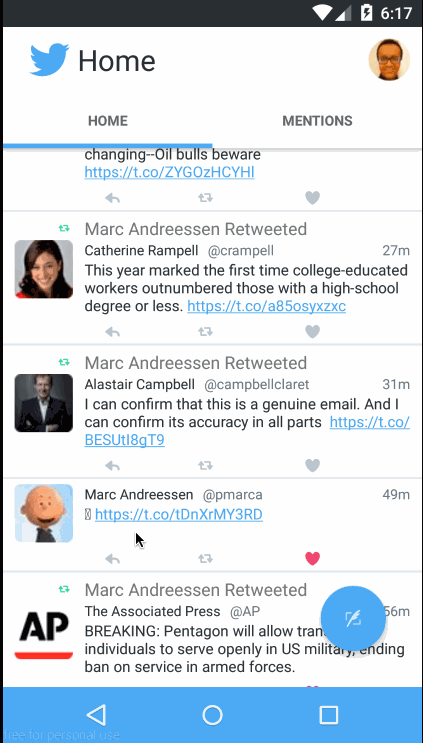 6:17
Home
HOME MENTIONS
changing--Oil bulls beware
https://t.co/ZYGOzHCYHl
Marc Andreessen Retweeted
Catherine Rampell @crampell 27m
This year marked the first time college-educated
workers outnumbered those with a high-school
degree or less. https://t.co/a85osyxzxc
Marc Andreessen Retweeted
Alastair Campbell @campbellclaret 31m
I can confirm that this is a genuine email. And I
can confirm its accuracy in all parts https://t.co/
BESUtI8gT9
Marc Andreessen @pmarca 49m
https://t.co/tDnXrMY3RD
Marc Andreessen Retweeted
AP
The Associated Press @AP 56m
BREAKING: Pentagon will allow
individuals to serve openly in US military, ending
ban on service in armed forces.
free for personal use